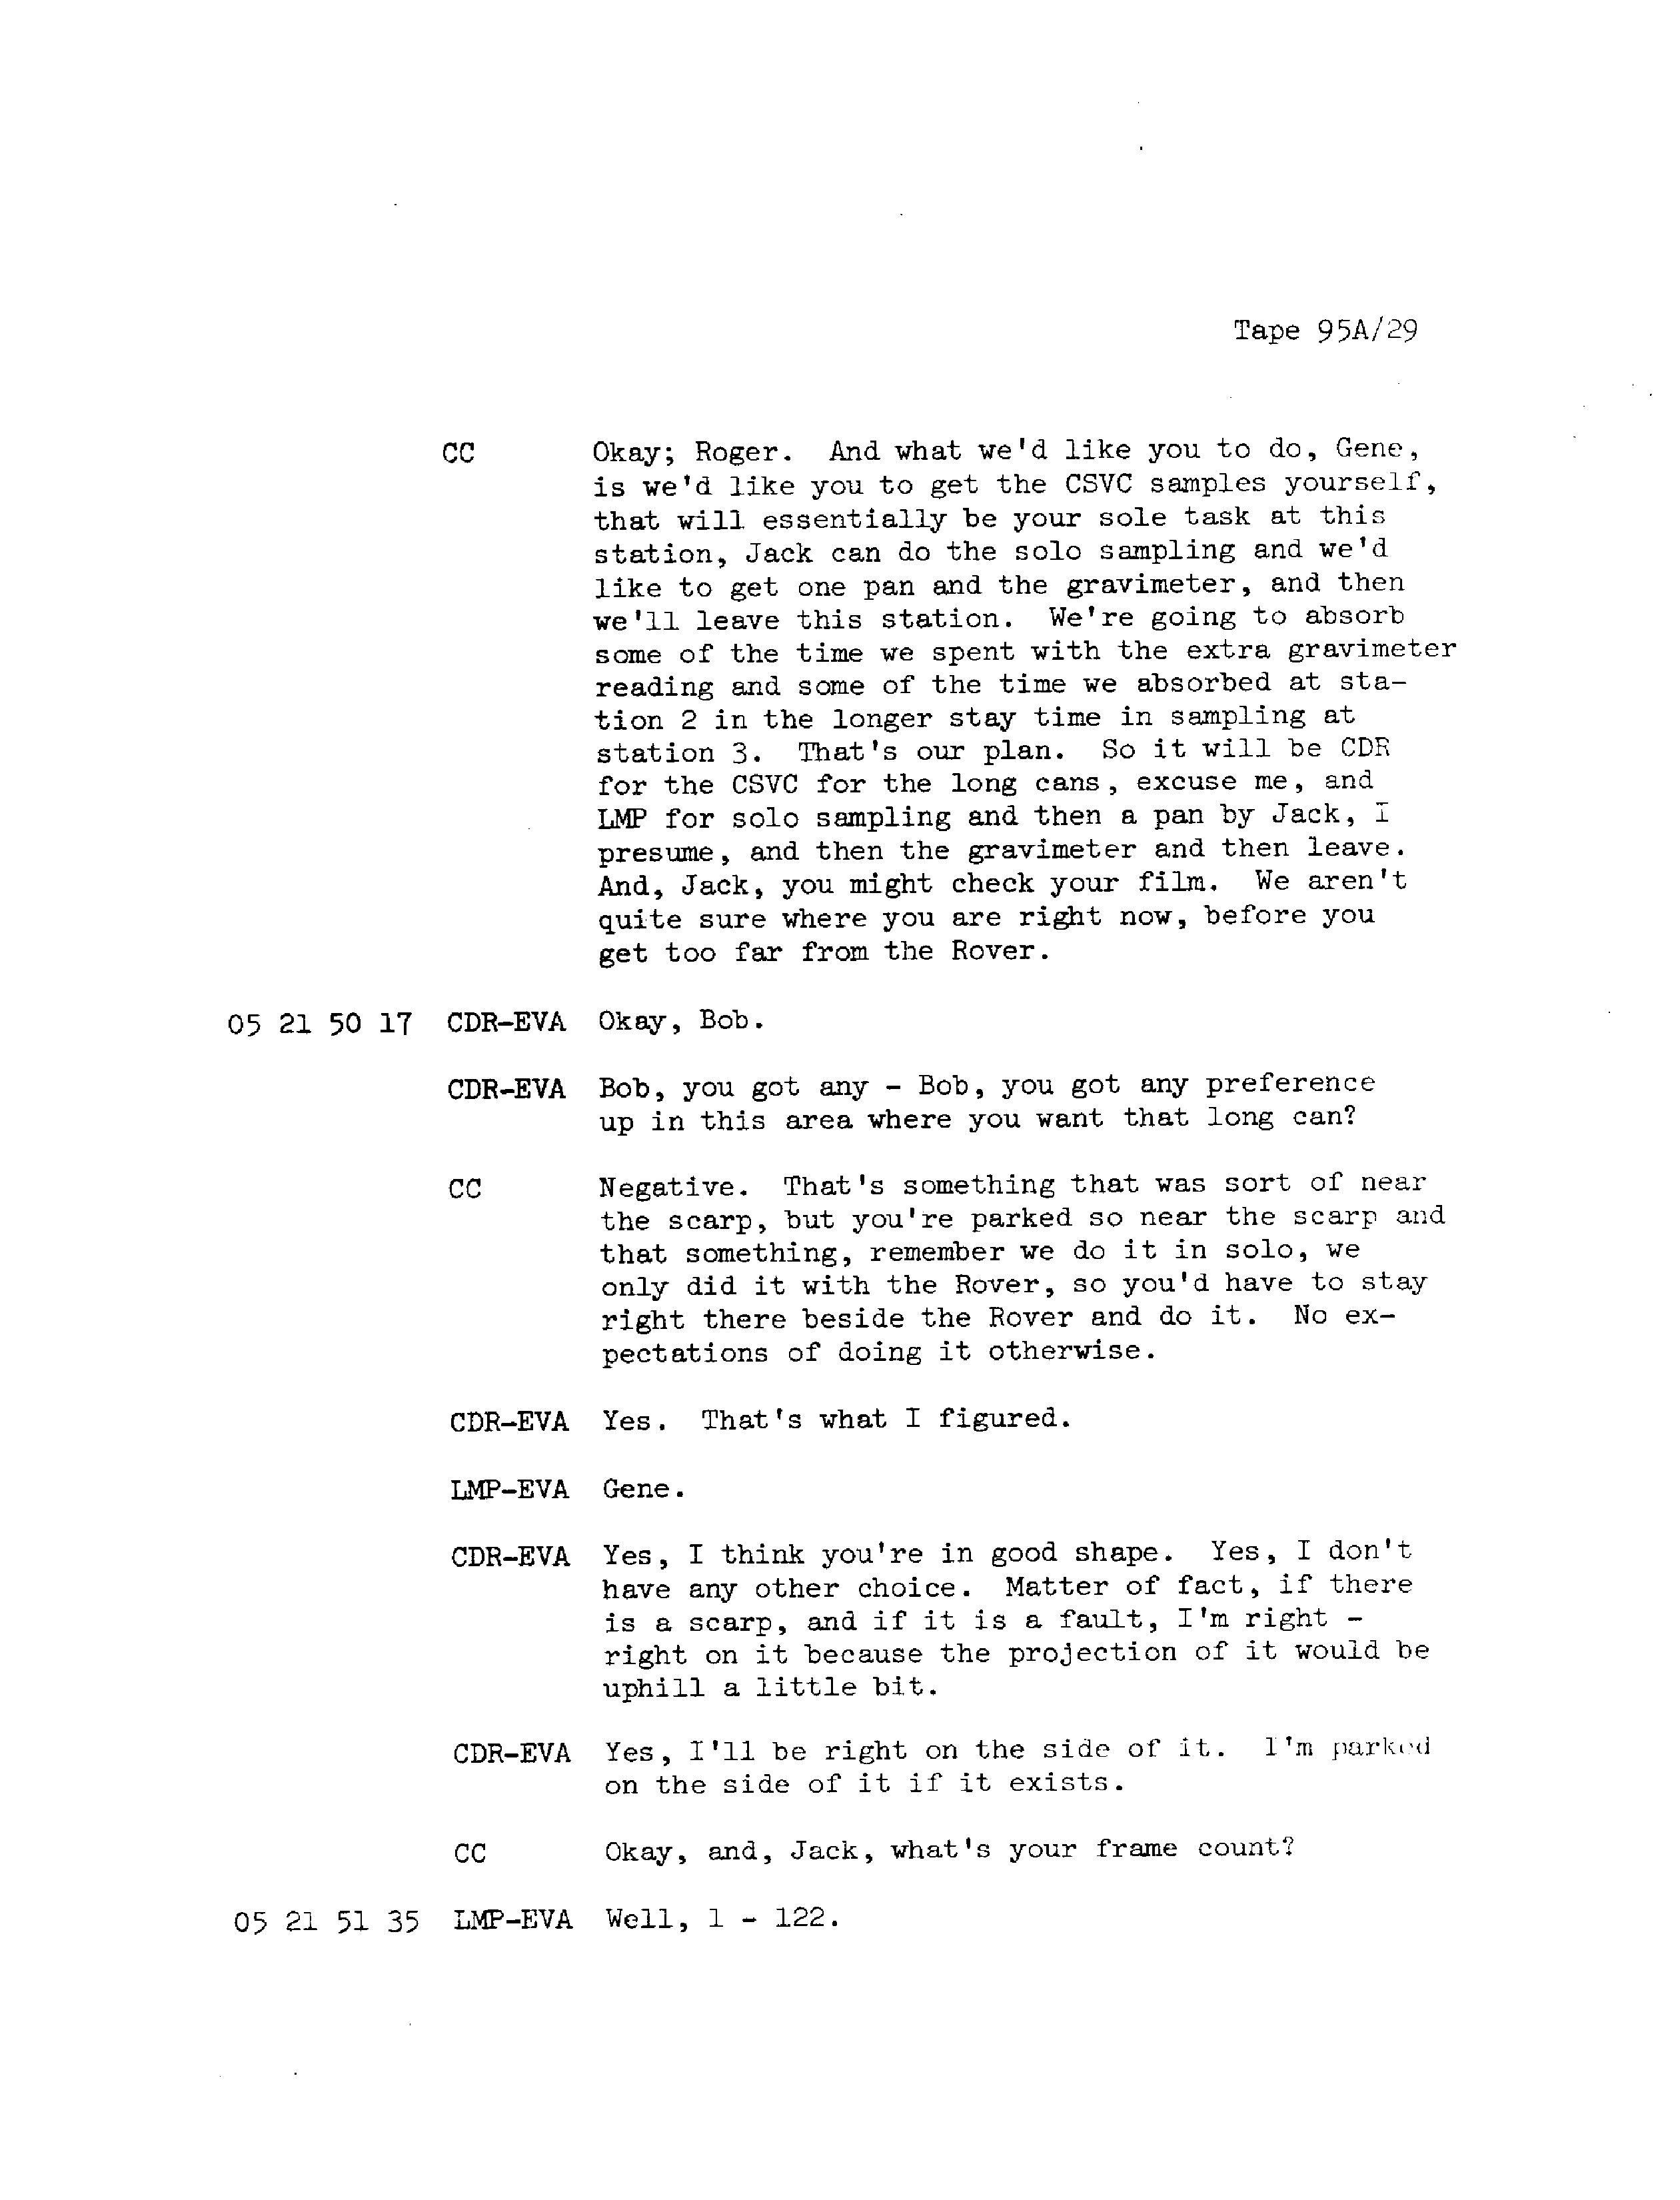 Tape 95A/29
CC Okay; Roger. And what we'd like you to do, Gene,
is we'd like you to get the CSVC samples yourself,
that will essentially be your sole task at this
station, Jack can do the solo sampling and we'd
like to get one pan and the gravimeter, and then
we'll leave this station. We're going to absorb
some of the time we spent with the extra gravimeter
reading and some of the time we absorbed at sta-
tion 2 in the longer stay time in sampling at
station 3. That's our plan. So it will be CDR
for the CSVC for the long cans, excuse me, and
LMP for solo sampling and then a pan by Jack, I
presume, and then the gravimeter and then leave.
And, Jack, you might check your film. We aren't
quite sure where you are right now, before you
get too far from the Rover.
05 21 50 17 CDR-EVA Okay, Bob.
CDR-EVA Bob, you got any - Bob, you got any preference
up in this area where you want that long can?
CC Negative. That's something that was sort of near
the scarp, but you're parked so near the scarp and
that something, remember we do it in solo, we
only did it with the Rover, so you'd have to stay
right there beside the Rover and do it. No ex-
pectations of doing it otherwise.
CDR-EVA Yes. That's what I figured.
LMP-EVA Gene.
CDR-EVA Yes, I think you're in good shape. Yes, I don't
have any other choice. Matter of fact, if there
is a scarp, and if it is a fault, I'm right -
right on it because the projection of it would be
uphill a little bit.
CDR-EVA Yes, I'll be right on the side of it. I'm parked
on the side of it if it exists.
CC Okay, and, Jack, what's your frame count?
05 21 51 35 LMP-EVA Well, 1 - 122.